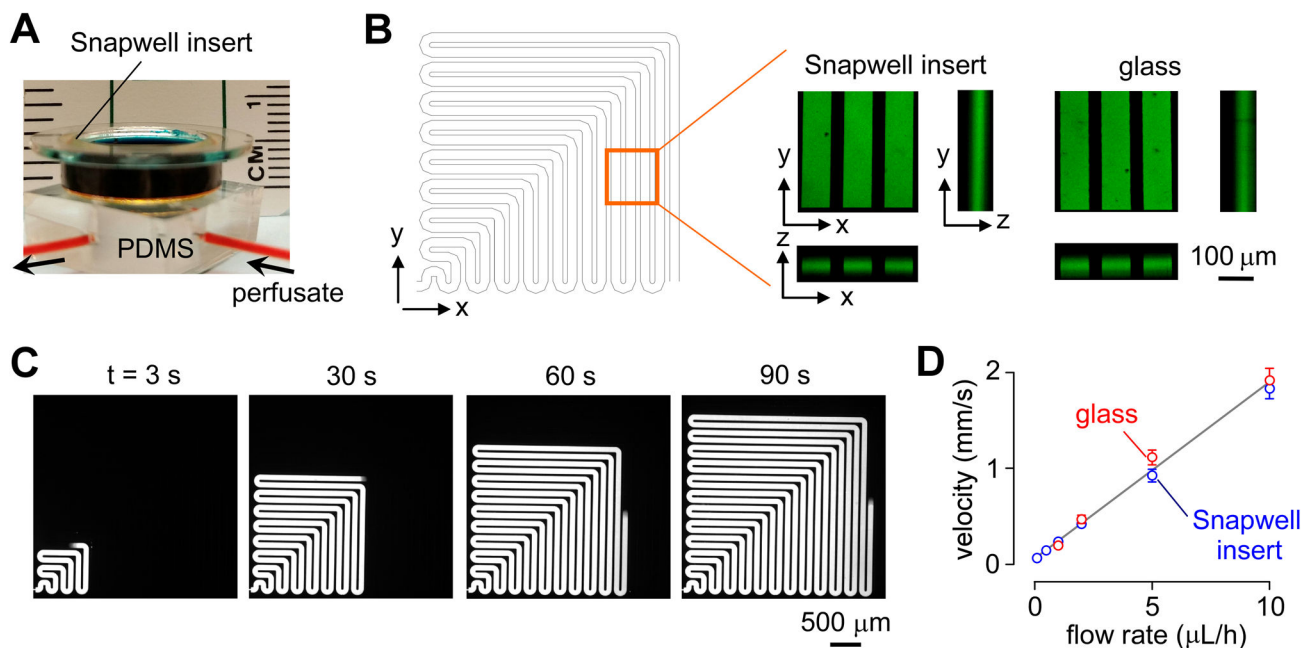 A
Snapwell insert
1
CM
PDMS
perfusate
B
y
x
Snapwell insert
glass
y
x
y
z
z
x
100 μm
C
t = 3 s
30 s
60 s
90 s
500 μm
D
velocity (mm/s)
2
1
0
glass
Snapwell
insert
0
5
10
flow rate (μL/h)